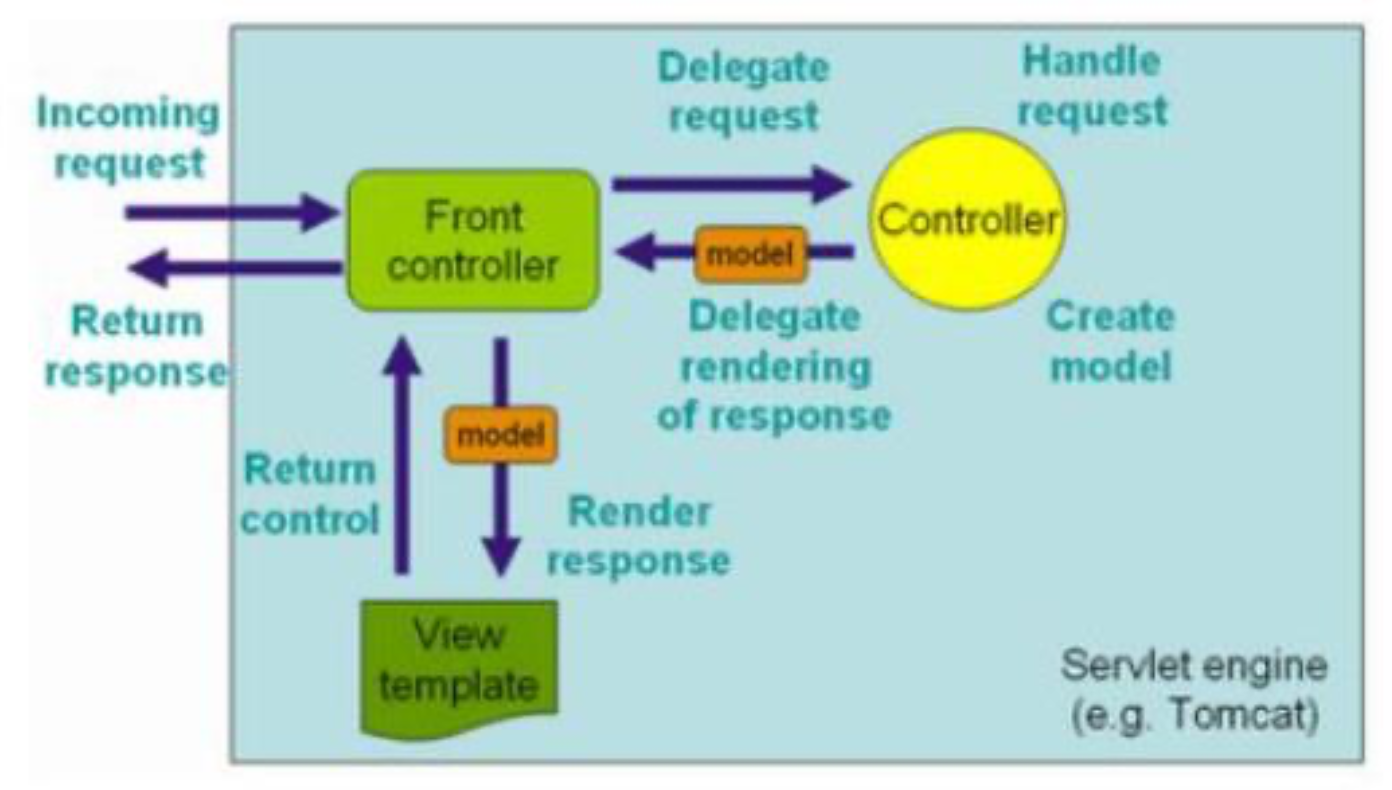 Incoming
request
Return
response
Front
controller
Delegate
request
Handle
request
Controller
model
Delegate
rendering
of response
Create
model
model
Return
control
Render
response
View
template
Servlet engine
(e.g. Tomcat)